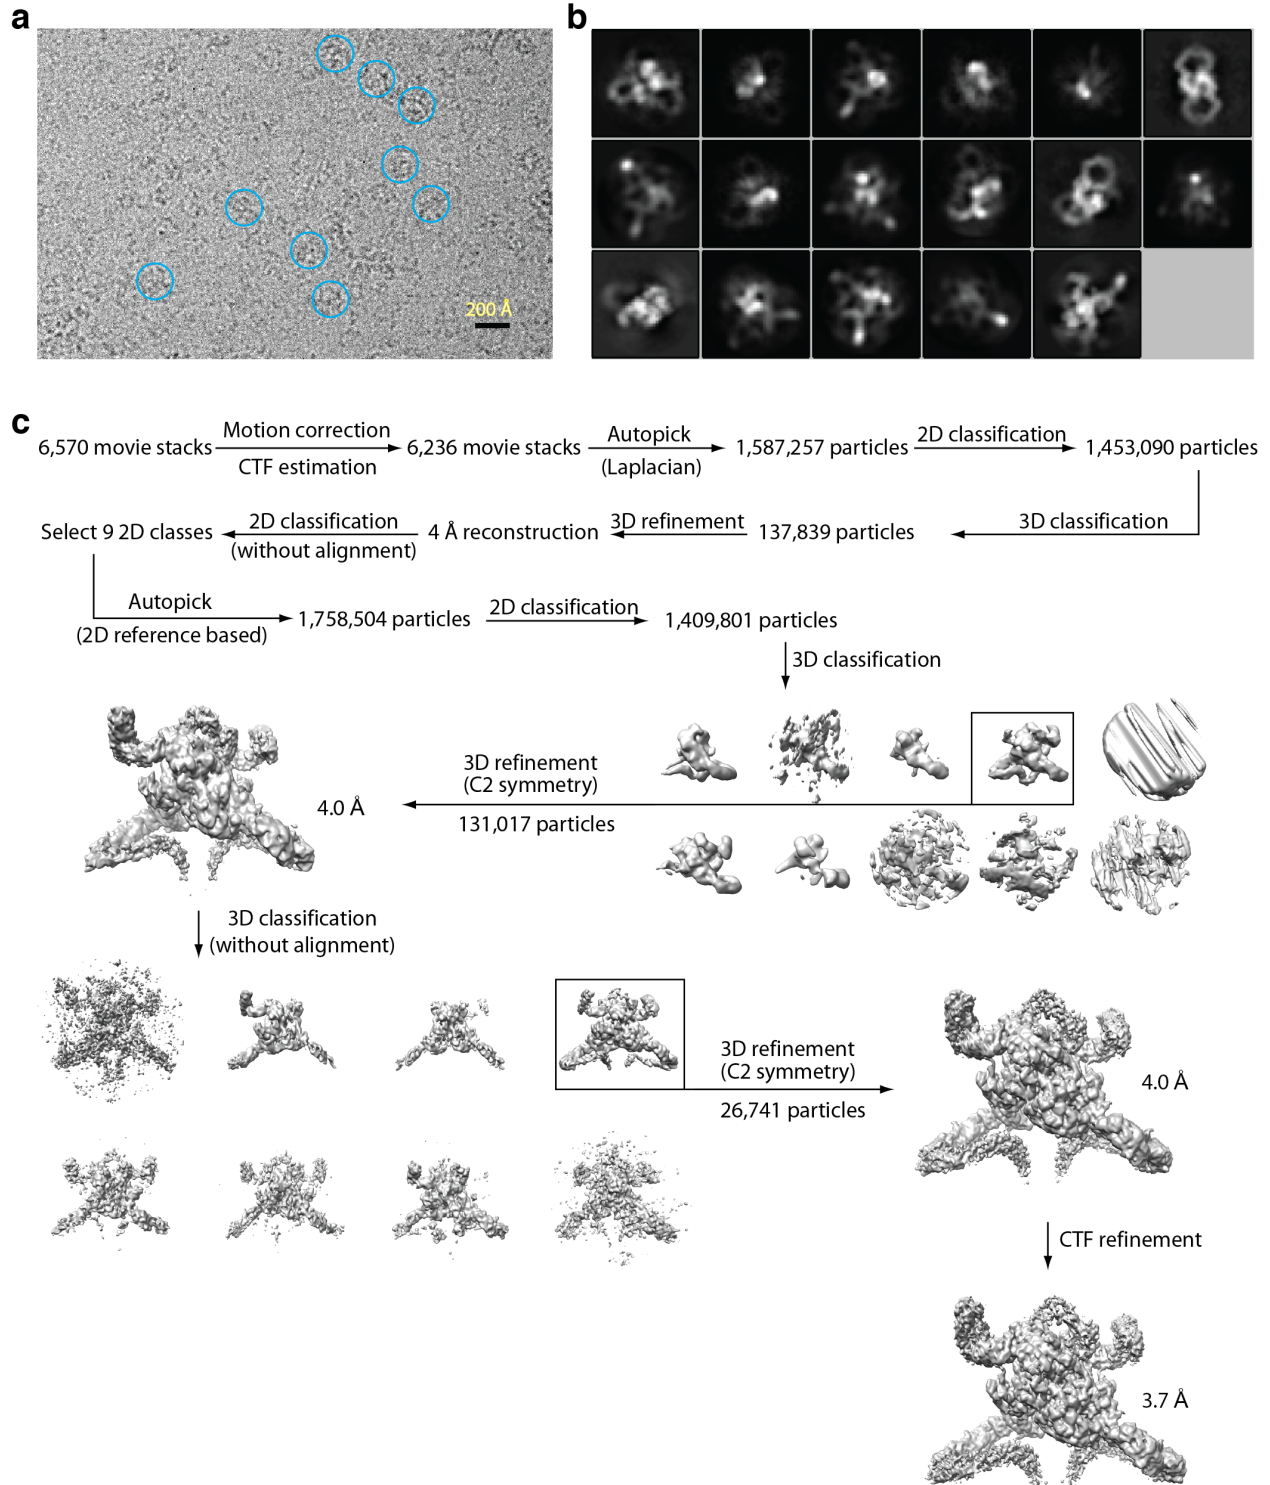 a
b
200 Å
c
6,570 movie stacks
Motion correction
CTF estimation
6,236 movie stacks
Autopick
(Laplacian)
1,587,257 particles
2D classification
1,453,090 particles
3D classification
137,839 particles
3D refinement
4 Å reconstruction
2D classification
(without alignment)
Select 9 2D classes
Autopick
(2D reference based)
1,758,504 particles
2D classification
1,409,801 particles
3D classification
3D refinement
(C2 symmetry)
131,017 particles
4.0 Å
3D classification
(without alignment)
3D refinement
(C2 symmetry)
26,741 particles
4.0 Å
CTF refinement
3.7 Å